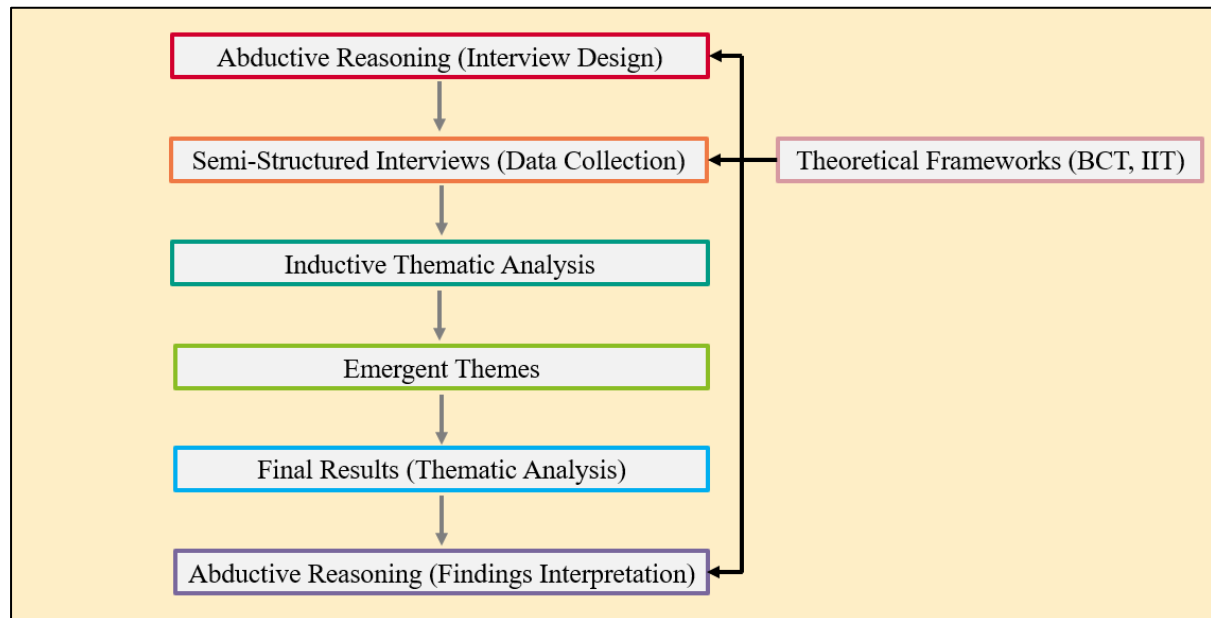 Abductive Reasoning (Interview Design)
Semi-Structured Interviews (Data Collection)
Theoretical Frameworks (BCT, IIT)
Inductive Thematic Analysis
Emergent Themes
Final Results (Thematic Analysis)
Abductive Reasoning (Findings Interpretation)